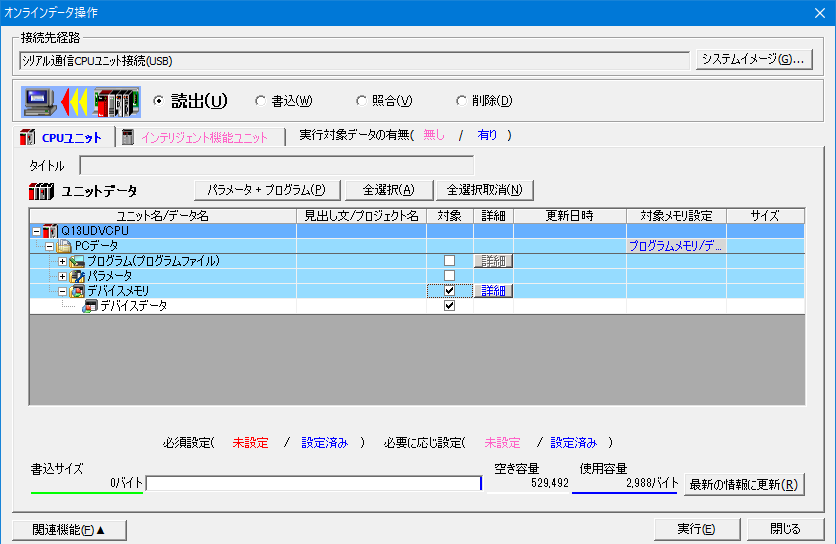 オンラインデータ操作
接続先経路
シリアル通信CPUユニット接続(USB)
システムイメージ(G)...
読出(U) 書込(W) 照合(V) 削除(D)
CPUユニット インテリジェント機能ユニット 実行対象データの有無( 無し / 有り )
タイトル
ユニットデータ パラメータ + プログラム(P) 全選択(A) 全選択取消(N)
ユニット名/データ名 見出し文/プロジェクト名 対象 詳細 更新日時 対象メモリ設定 サイズ
Q13UDVCPU
PCデータ プログラムメモリ/デ...
プログラム(プログラムファイル) 詳細
パラメータ
デバイスメモリ 詳細
デバイスデータ
必須設定( 未設定 / 設定済み ) 必要に応じ設定( 未設定 / 設定済み )
書込サイズ 空き容量 使用容量
0バイト 529,492 2,988バイト 最新の情報に更新(R)
関連機能(F)▲ 実行(E) 閉じる